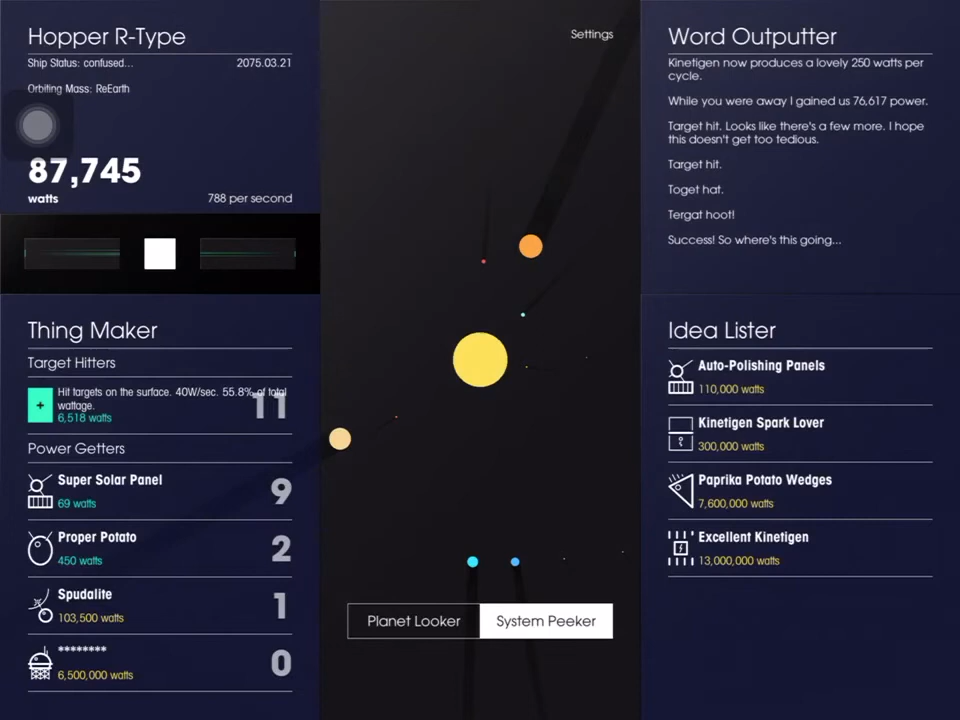 Hopper R-Type
Ship Status: confused...
2075.03.21
Orbiting Mass: ReEarth
87,745
watts
788 per second
Thing Maker
Target Hitters
Hit targets on the surface. 40W/sec. 55.8% of total
wattage.
+
11
6,518 watts
Power Getters
Super Solar Panel
69 watts
9
Proper Potato
450 watts
2
Spudalite
103,500 watts
1
********
6,500,000 watts
0
Settings
Planet Looker
System Peeker
Word Outputter
Kinetigen now produces a lovely 250 watts per
cycle.
While you were away I gained us 76,617 power.
Target hit. Looks like there's a few more. I hope
this doesn't get too tedious.
Target hit.
Toget hat.
Tergat hoot!
Success! So where's this going...
Idea Lister
Auto-Polishing Panels
110,000 watts
Kinetigen Spark Lover
300,000 watts
Paprika Potato Wedges
7,600,000 watts
Excellent Kinetigen
13,000,000 watts